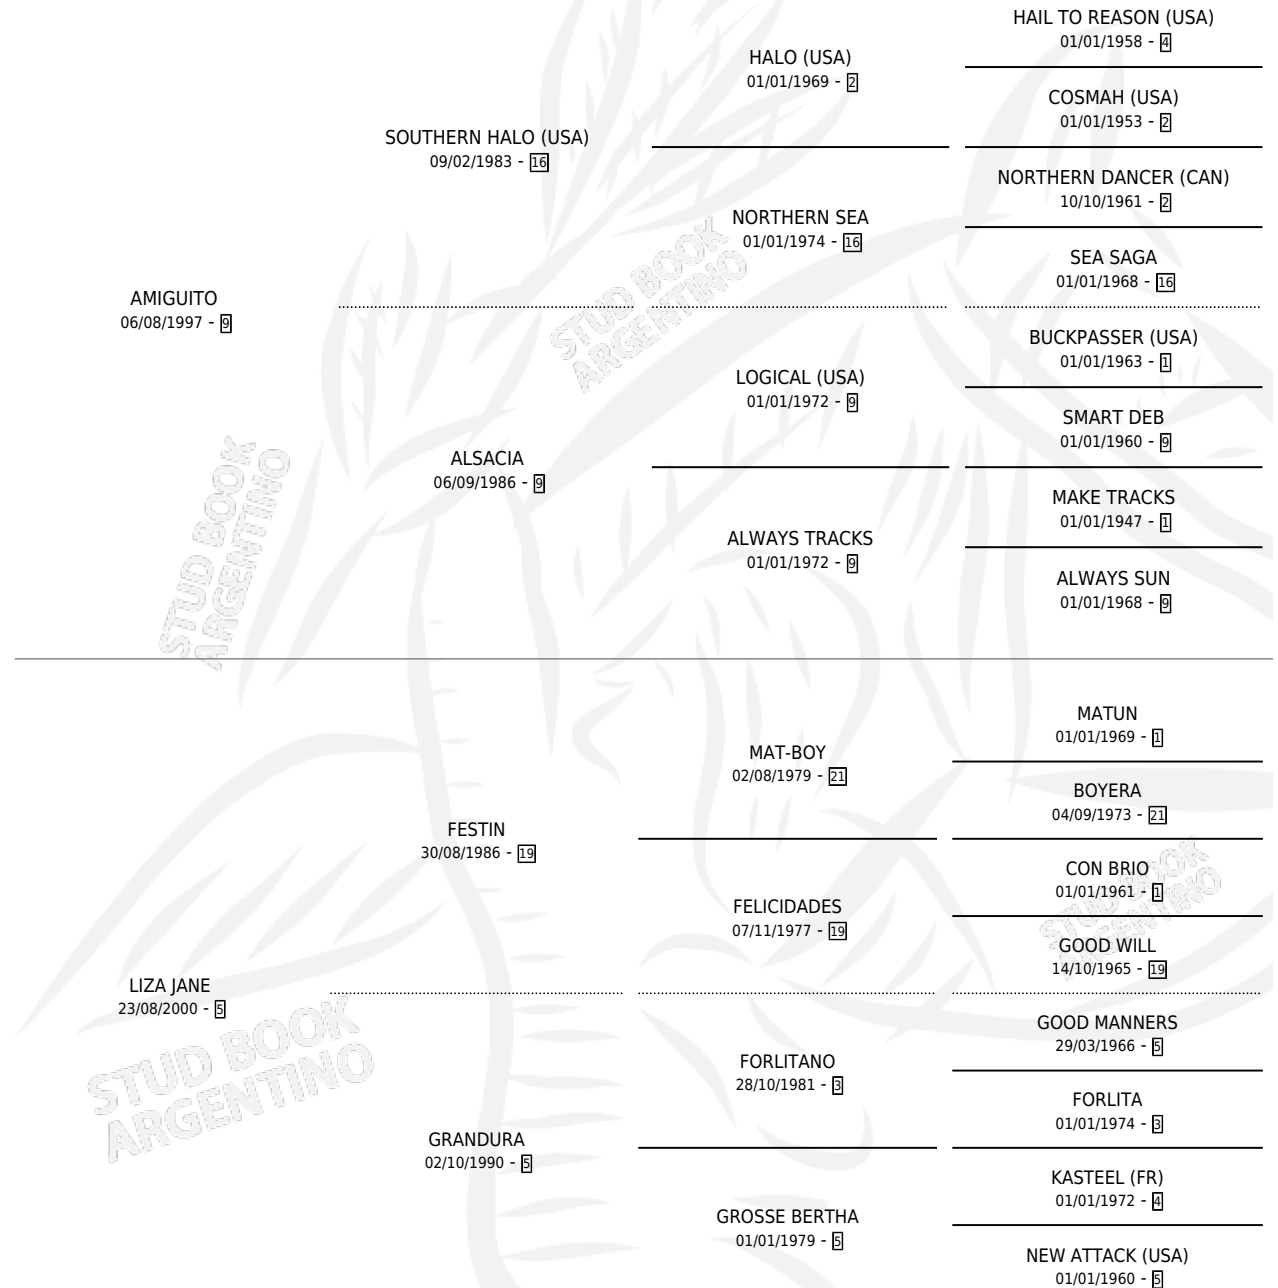 HAIL TO REASON (USA)
01/01/1958 - 4
HALO (USA)
01/01/1969 - 2
COSMAH (USA)
01/01/1953 - 2
SOUTHERN HALO (USA)
09/02/1983 - 16
NORTHERN DANCER (CAN)
10/10/1961 - 2
NORTHERN SEA
01/01/1974 - 16
SEA SAGA
01/01/1968 - 16
AMIGUITO
06/08/1997 - 9
STUD BOOK
ARGENTINO
BUCKPASSER (USA)
01/01/1963 - 1
LOGICAL (USA)
01/01/1972 - 9
SMART DEB
01/01/1960 - 9
ALSACIA
06/09/1986 - 9
MAKE TRACKS
01/01/1947 - 1
ALWAYS TRACKS
01/01/1972 - 9
ALWAYS SUN
01/01/1968 - 9
STUD BOOK
ARGENTINO
MATUN
01/01/1969 - 1
MAT-BOY
02/08/1979 - 21
BOYERA
04/09/1973 - 21
FESTIN
30/08/1986 - 19
CON BRIO
01/01/1961 - 1
FELICIDADES
07/11/1977 - 19
STUD BOOK
ARGENTINO
GOOD WILL
14/10/1965 - 19
LIZA JANE
23/08/2000 - 5
GOOD MANNERS
29/03/1966 - 5
FORLITANO
28/10/1981 - 3
STUD BOOK
ARGENTINO
FORLITA
01/01/1974 - 3
GRANDURA
02/10/1990 - 5
KASTEEL (FR)
01/01/1972 - 4
GROSSE BERTHA
01/01/1979 - 5
NEW ATTACK (USA)
01/01/1960 - 5